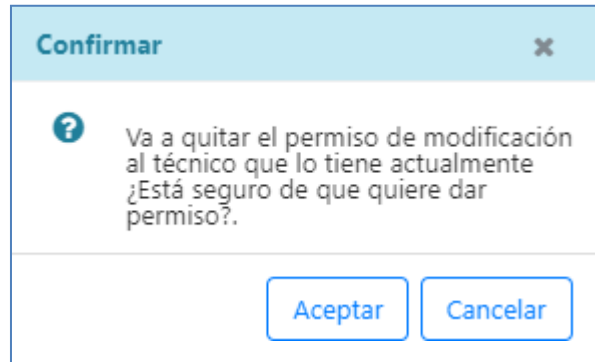 Confirmar
Va a quitar el permiso de modificación
al técnico que lo tiene actualmente
¿Está seguro de que quiere dar
permiso?.
Aceptar
Cancelar